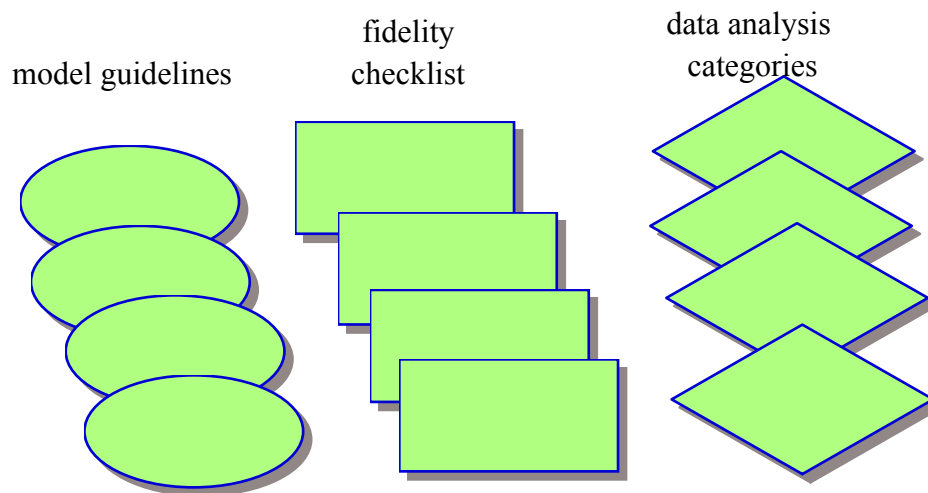 model guidelines
fidelity
checklist
data analysis
categories